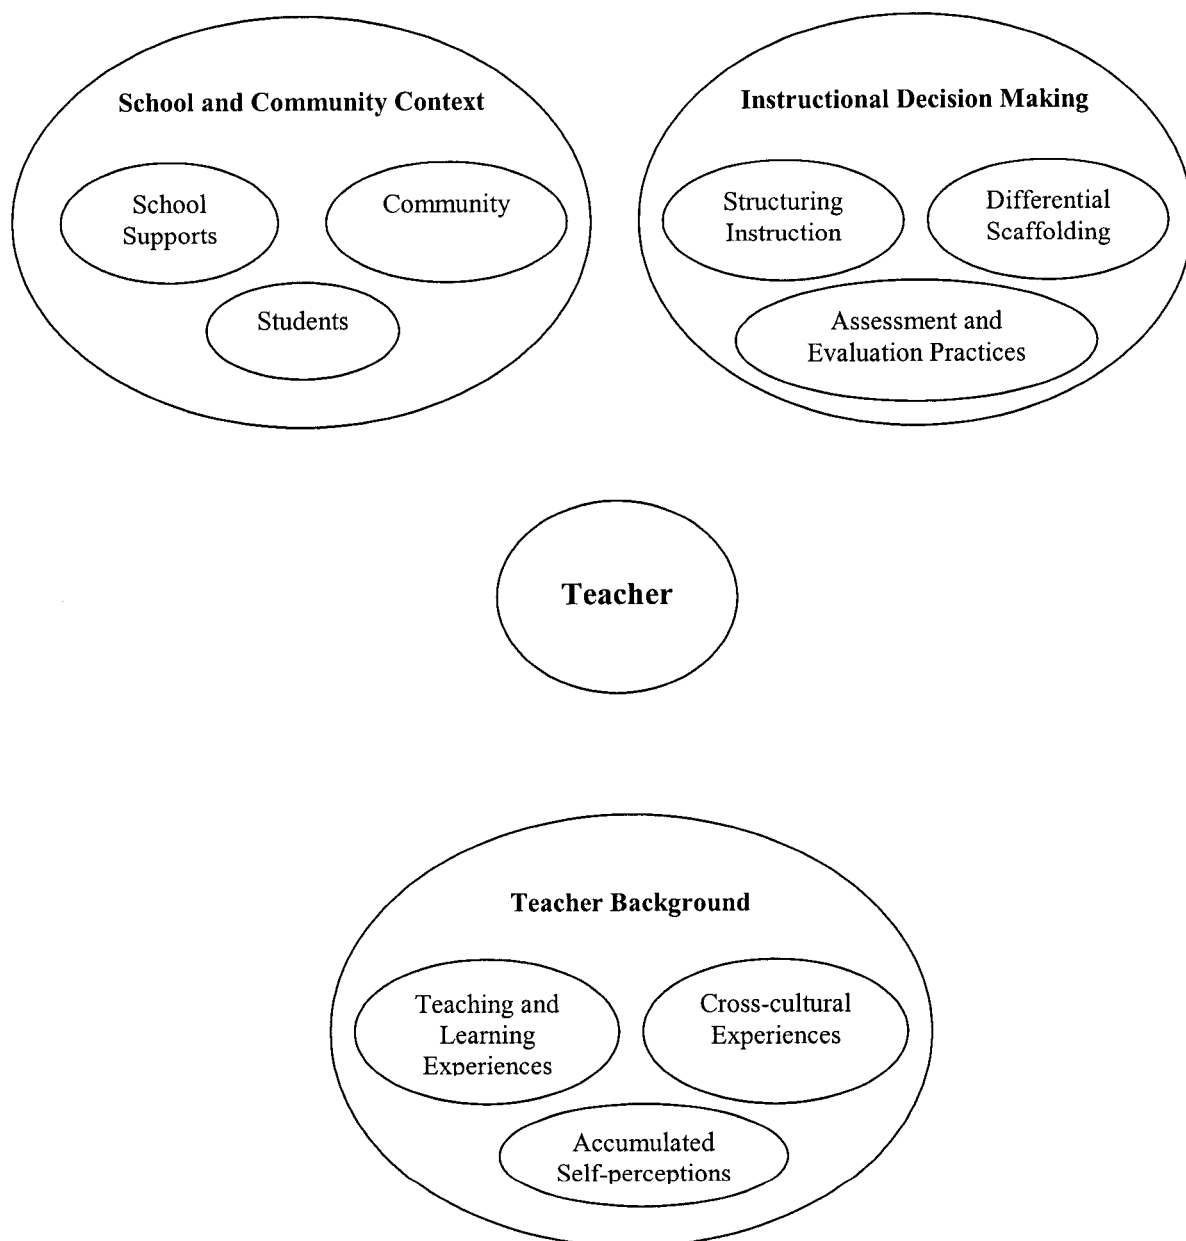 School and Community Context
School
Supports
Community
Students
Instructional Decision Making
Structuring
Instruction
Differential
Scaffolding
Assessment and
Evaluation Practices
Teacher
Teacher Background
Teaching and
Learning
Experiences
Cross-cultural
Experiences
Accumulated
Self-perceptions